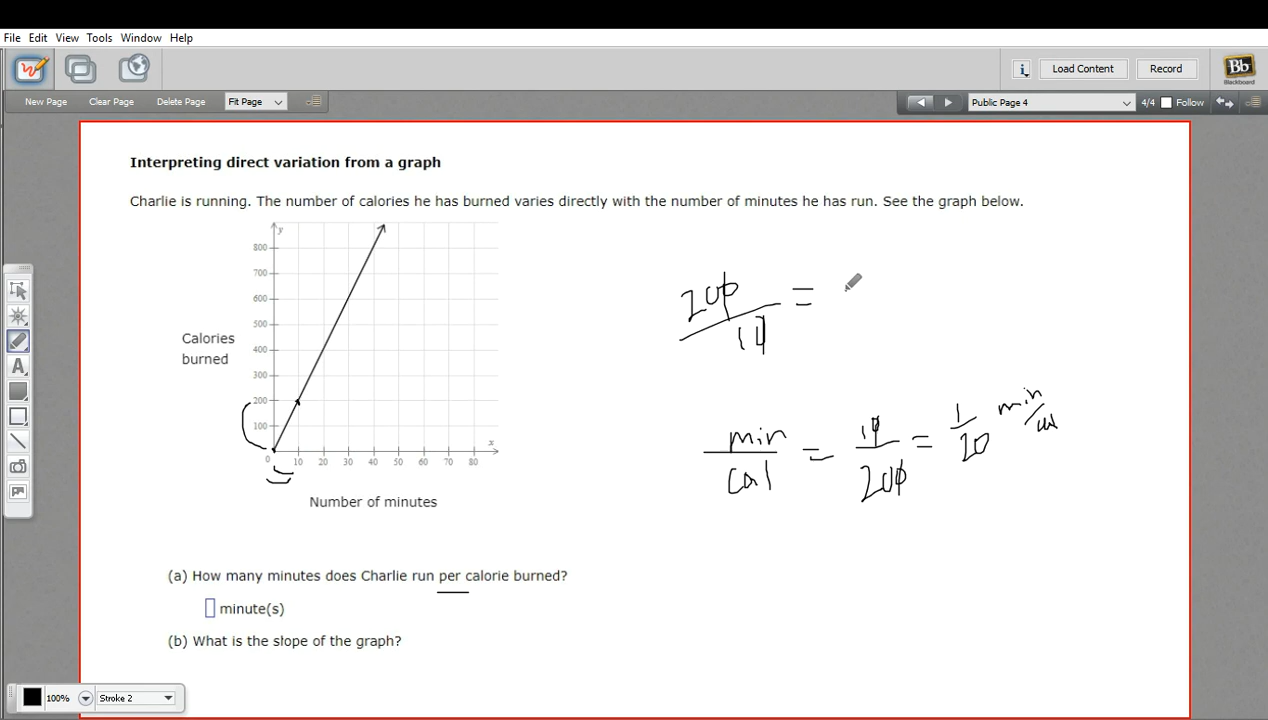 File Edit View Tools Window Help
Load Content Record Bb Blackboard
New Page Clear Page Delete Page Fit Page Public Page 4 4/4 Follow
Interpreting direct variation from a graph
Charlie is running. The number of calories he has burned varies directly with the number of minutes he has run. See the graph below.
y
800
700
600
500
400
300
200
100
Calories
burned
x
0 10 20 30 40 50 60 70 80
Number of minutes
200 =
10
min = 10 = 1 min/cal
cal 200 20
(a) How many minutes does Charlie run per calorie burned?
minute(s)
(b) What is the slope of the graph?
100% Stroke 2